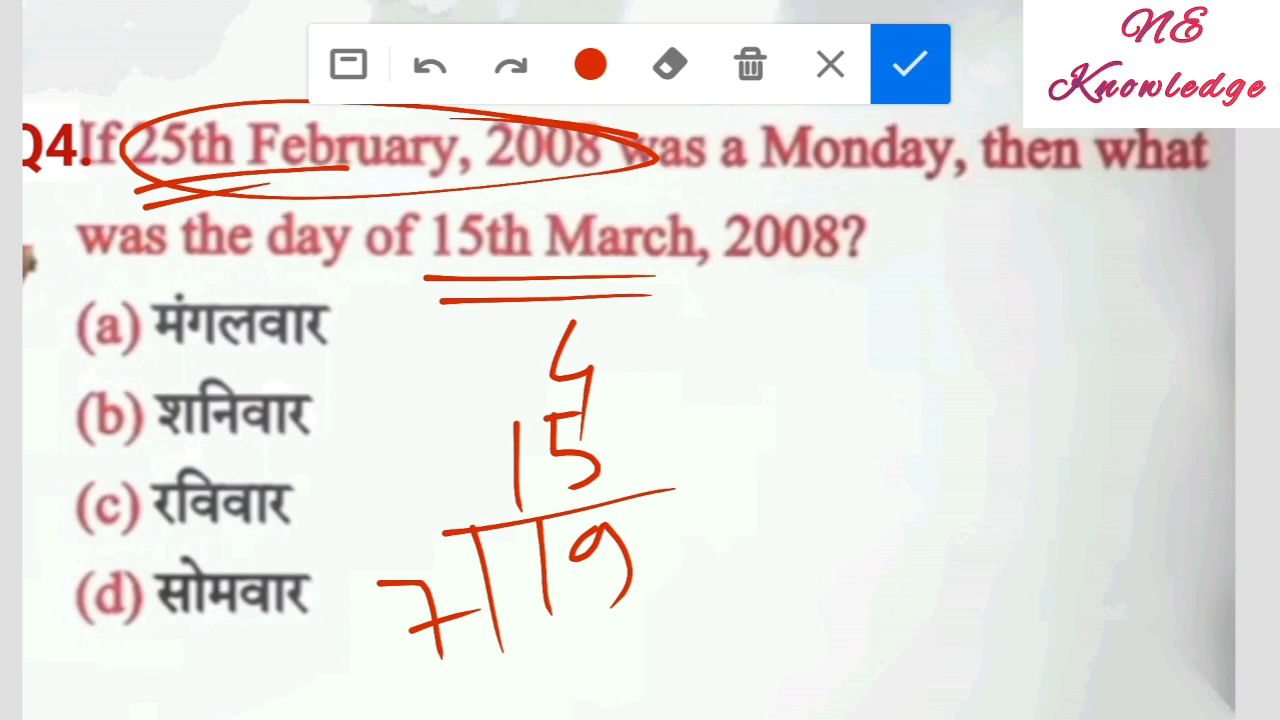 NE
Knowledge
Q4.If 25th February, 2008 was a Monday, then what
was the day of 15th March, 2008?
(a) मंगलवार
(b) शनिवार
(c) रविवार
(d) सोमवार
4
15
7 19